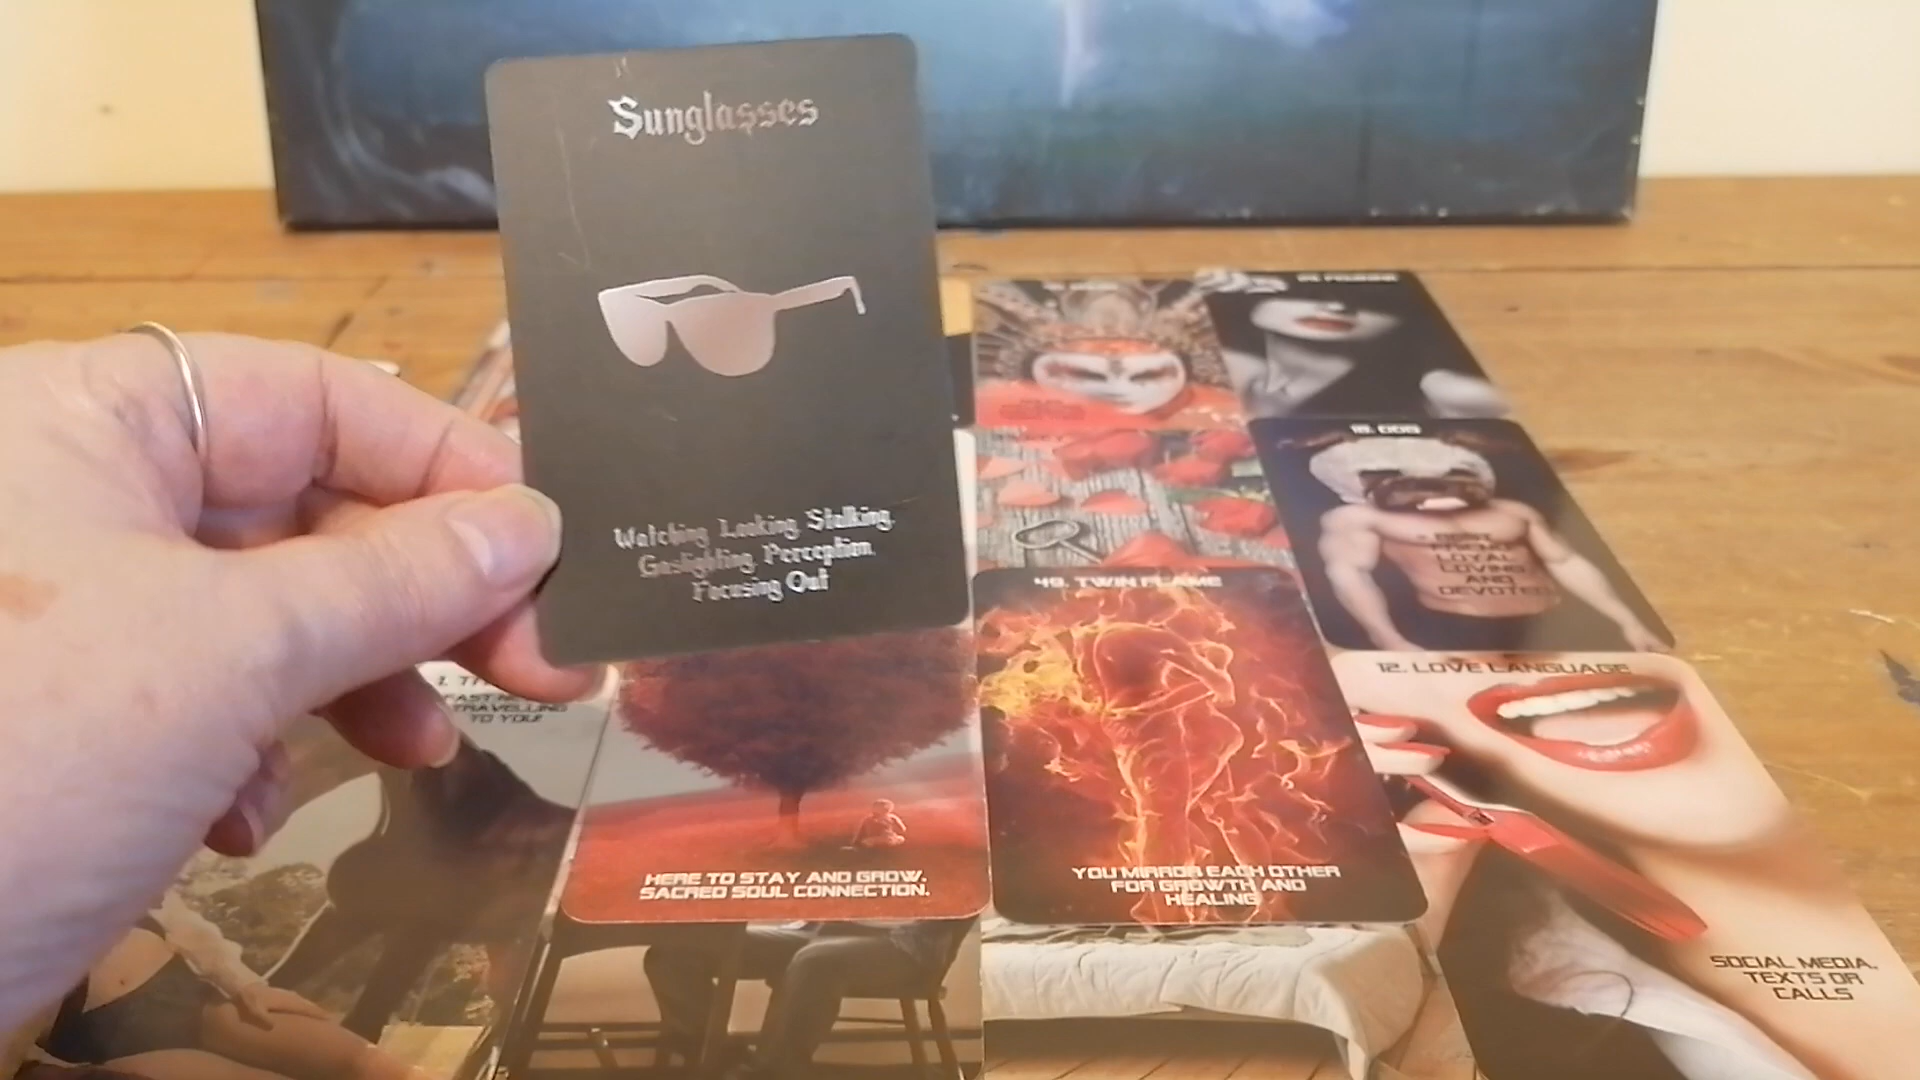 Sunglasses
Watching, Looking, Stalking,
Gaslighting, Perception,
Focusing Out
18. DOG
LOYAL
LOVING
AND
DEVOTED
49. TWIN FLAME
YOU MIRROR EACH OTHER
FOR GROWTH AND
HEALING
12. LOVE LANGUAGE
SOCIAL MEDIA,
TEXTS OR
CALLS
TRAVELLING
TO YOU!
HERE TO STAY AND GROW.
SACRED SOUL CONNECTION.